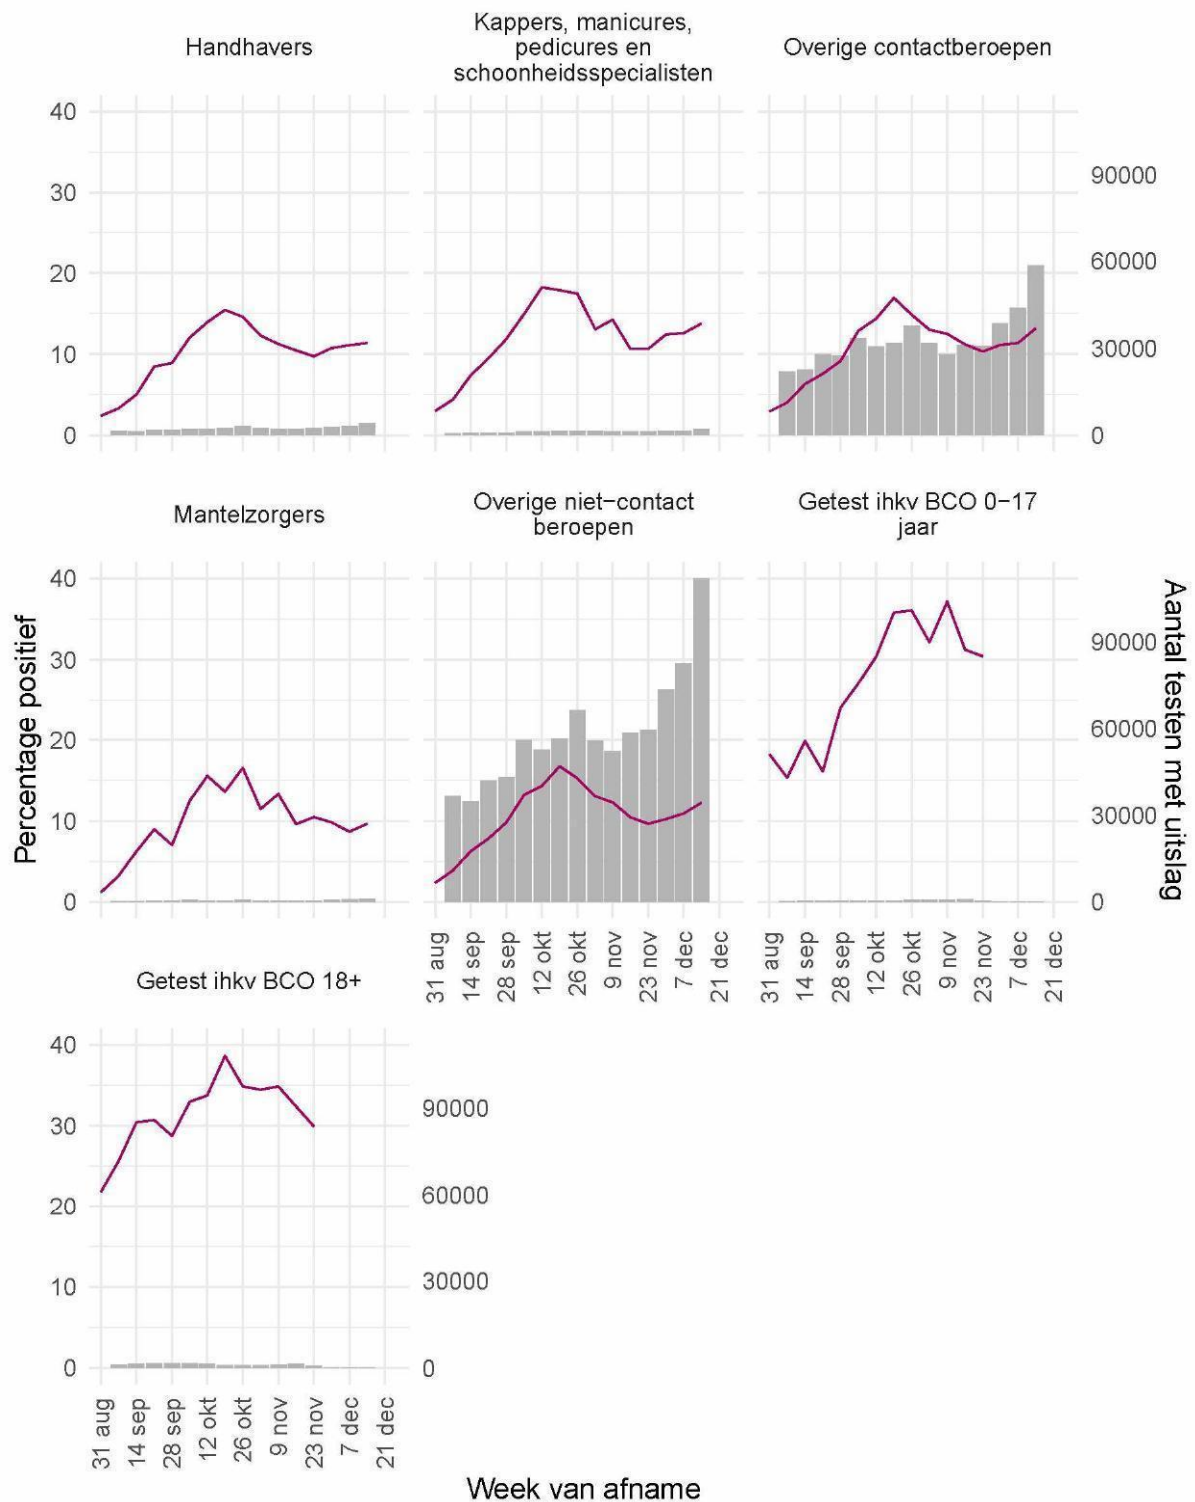 Handhavers
Kappers, manicures,
pedicures en
schoonheidsspecialisten
Overige contactberoepen
40
30
20
10
0
90000
60000
30000
0
Mantelzorgers
Overige niet−contact
beroepen
Getest ihkv BCO 0−17
jaar
Percentage positief
40
30
20
10
0
90000
60000
30000
0
Aantal testen met uitslag
31 aug
14 sep
28 sep
12 okt
26 okt
9 nov
23 nov
7 dec
21 dec
31 aug
14 sep
28 sep
12 okt
26 okt
9 nov
23 nov
7 dec
21 dec
Getest ihkv BCO 18+
40
30
20
10
0
90000
60000
30000
0
31 aug
14 sep
28 sep
12 okt
26 okt
9 nov
23 nov
7 dec
21 dec
Week van afname